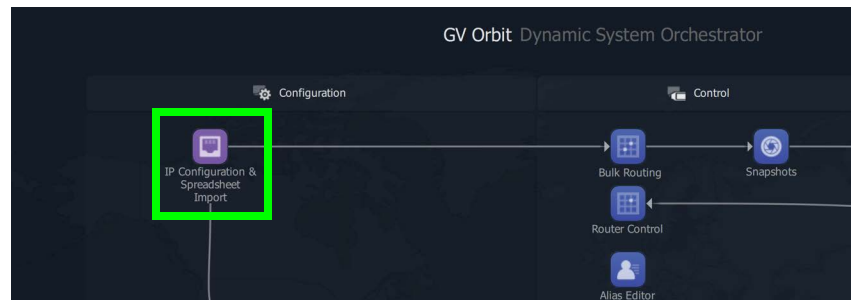 GV Orbit Dynamic System Orchestrator
Configuration
Control
IP Configuration &
Spreadsheet
Import
Bulk Routing
Snapshots
Router Control
Alias Editor